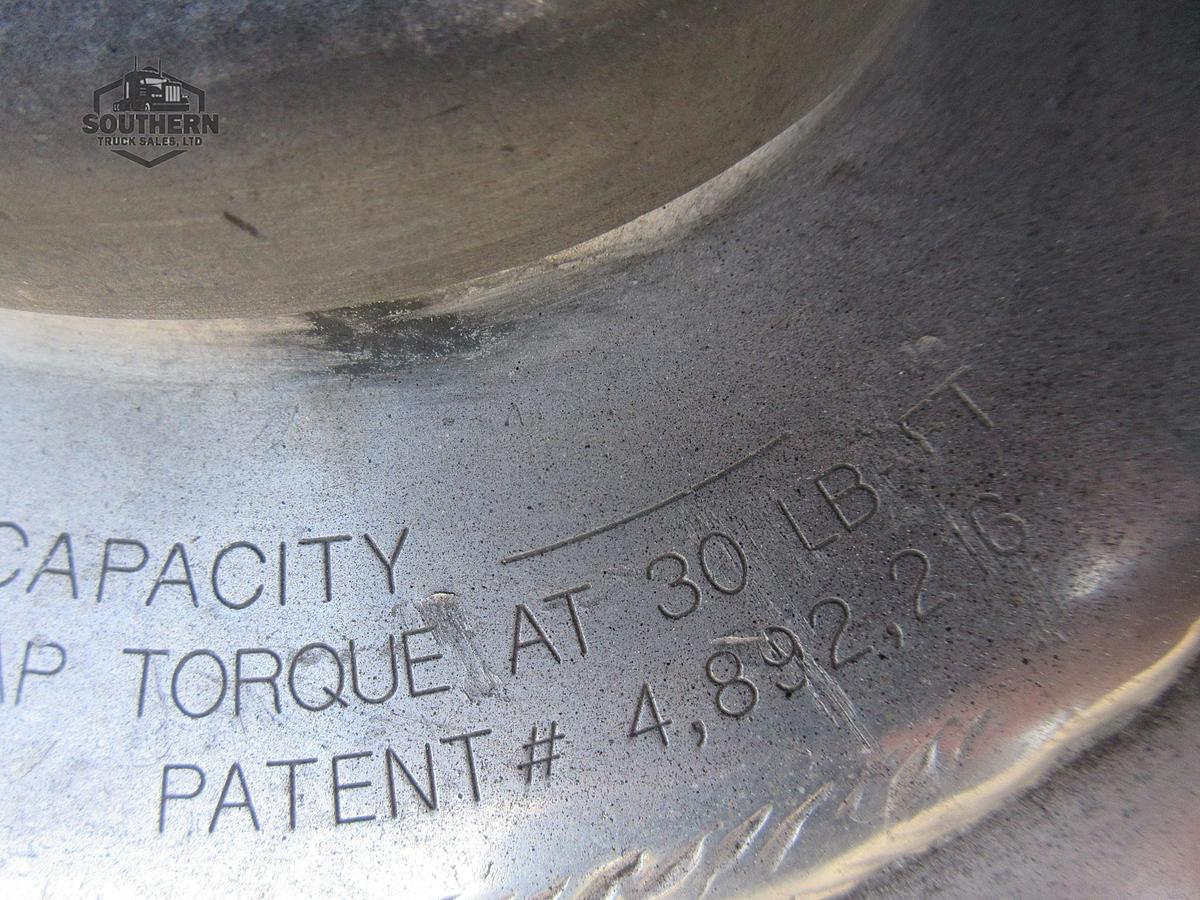 SOUTHERN
TRUCK SALES, LTD
CAPACITY
TORQUE AT 30 LB-FT
PATENT # 4,892,216